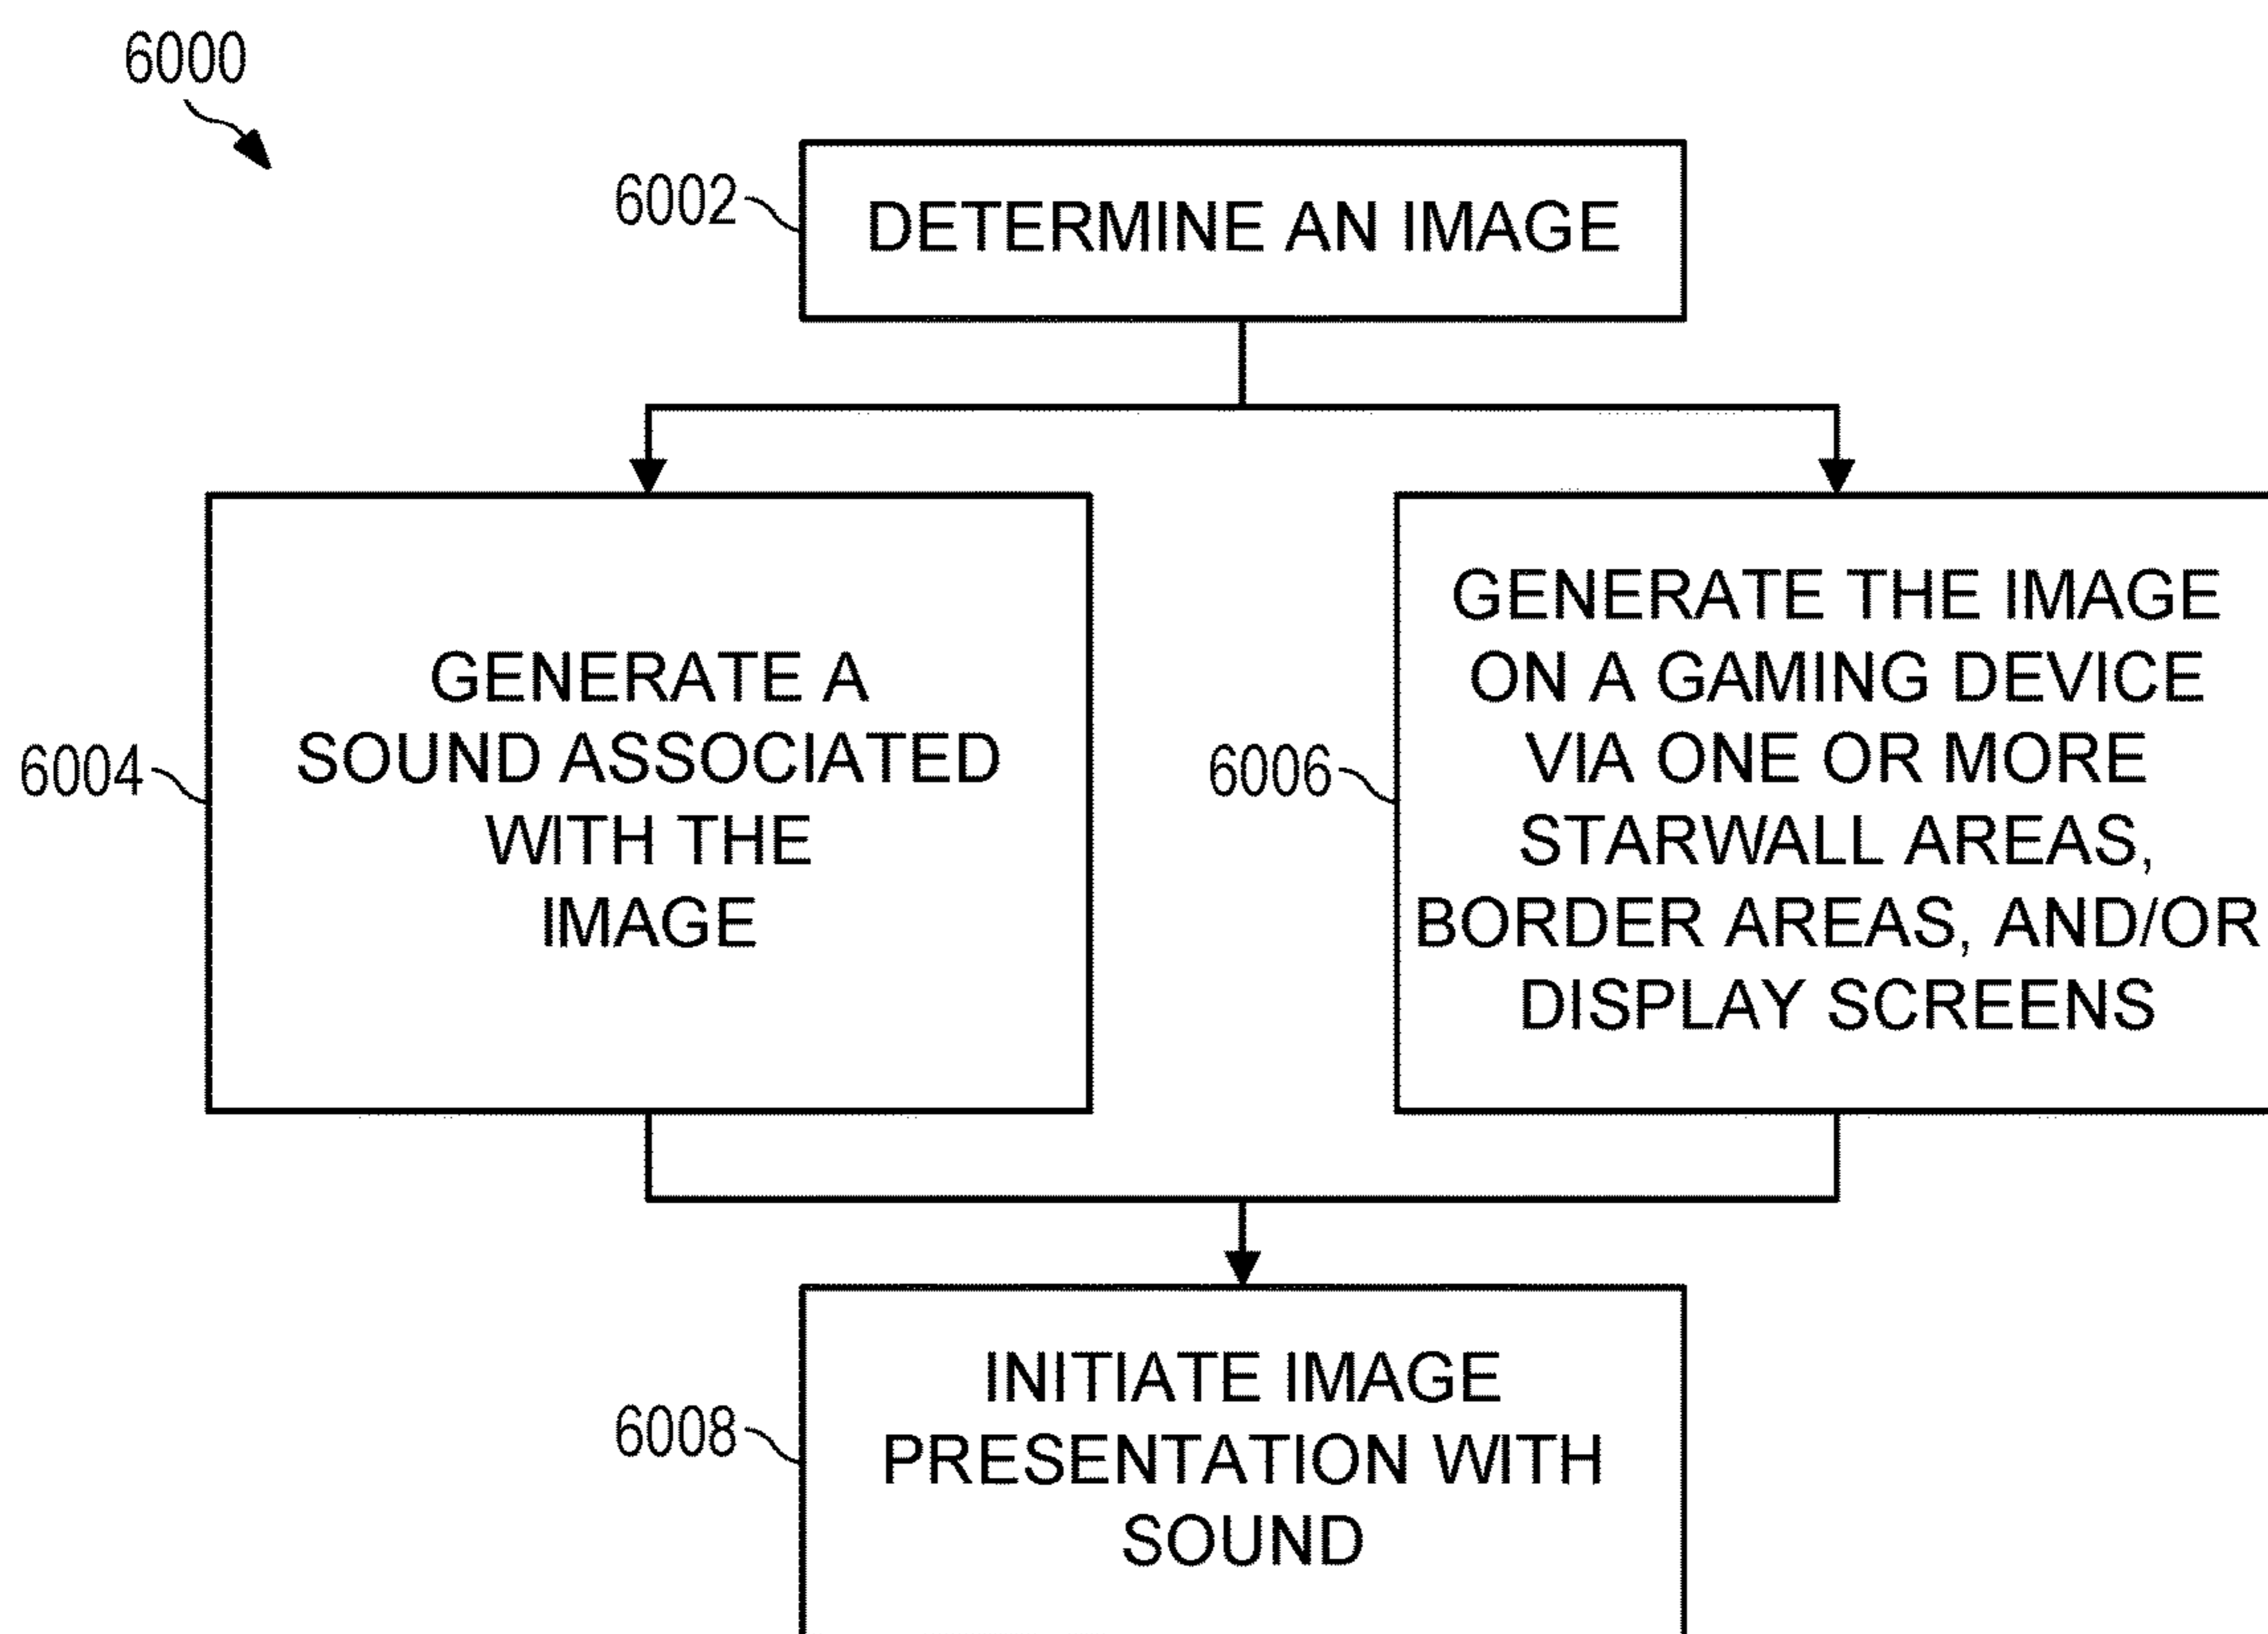 6000
6002
DETERMINE AN IMAGE
6004
GENERATE A
SOUND ASSOCIATED
WITH THE
IMAGE
6006
GENERATE THE IMAGE
ON A GAMING DEVICE
VIA ONE OR MORE
STARWALL AREAS,
BORDER AREAS, AND/OR
DISPLAY SCREENS
6008
INITIATE IMAGE
PRESENTATION WITH
SOUND